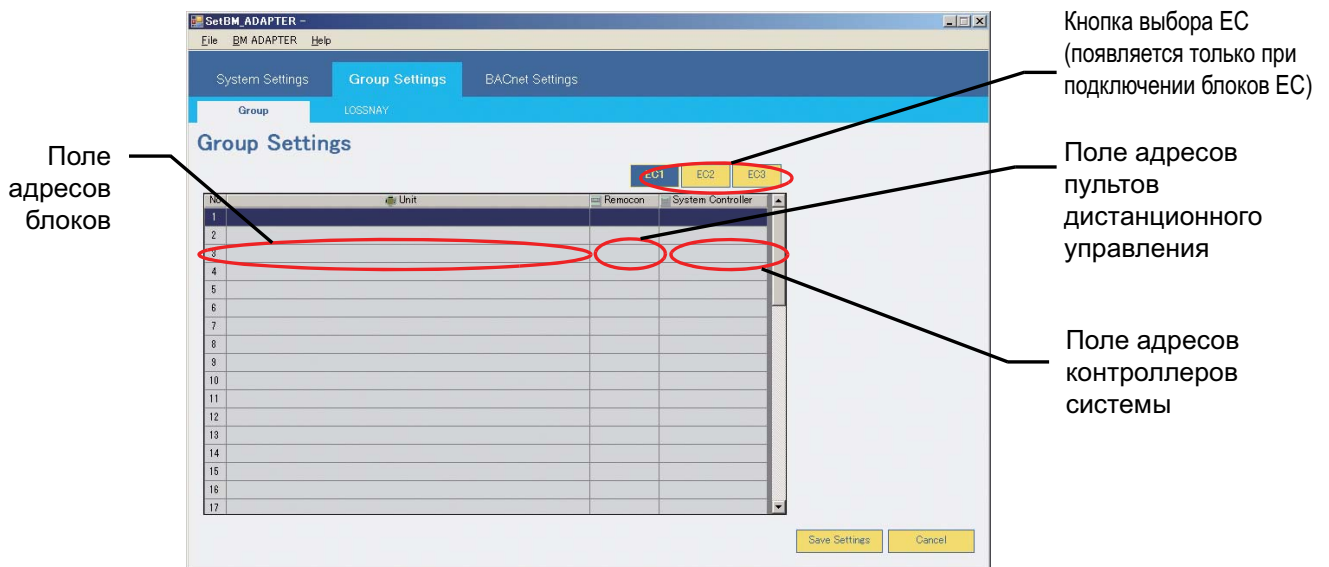 SetBM_ADAPTER –
File BM ADAPTER Help
System Settings Group Settings BACnet Settings
Group LOSSNAY
Group Settings
EC1 EC2 EC3
No Unit Remocon System Controller
1
2
3
4
5
6
7
8
9
10
11
12
13
14
15
16
17
Save Settings Cancel
Поле
адресов
блоков
Кнопка выбора ЕС
(появляется только при
подключении блоков ЕС)
Поле адресов
пультов
дистанционного
управления
Поле адресов
контроллеров
системы